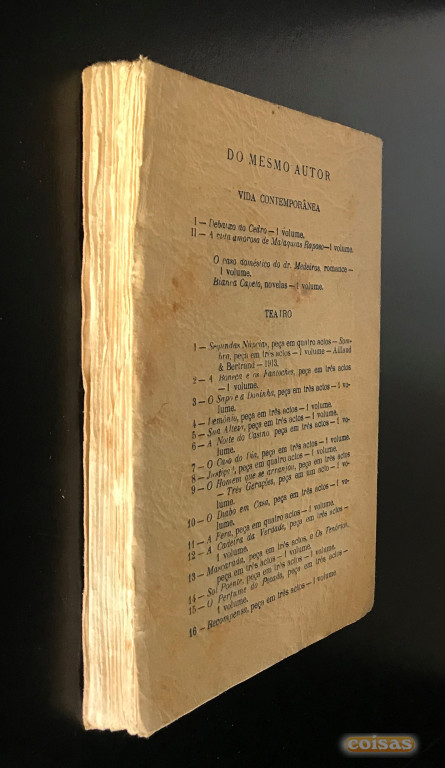 DO MESMO AUTOR
VIDA CONTEMPORÂNEA
I — Debaixo do Cedro — 1 volume.
II — A vida amorosa de Malaquias Raposo — 1 volume.
O caso doméstico do dr. Medeiros, romance —
1 volume.
Bianca Capelo, novelas — 1 volume.
TEATRO
1 — Segundas Núpcias, peça em quatro actos — Som-
bra, peça em três actos — 1 volume — Aillaud
& Bertrand — 1913.
2 — A Boneca e os Fantoches, peça em três actos
— 1 volume.
3 — O Sapo e a Doninha, peça em três actos — 1 vo-
lume.
4 — Demónio, peça em três actos — 1 volume.
5 — Sua Alteza, peça em três actos — 1 volume.
6 — A Noite do Casino, peça em três actos — 1 vo-
lume.
7 — O Caso do Dia, peça em três actos — 1 volume.
8 — Justiça!, peça em quatro actos — 1 volume.
9 — O Homem que se arranjou, peça em três actos
— Três Gerações, peça em um acto — 1 vo-
lume.
10 — O Diabo em Casa, peça em três actos — 1 vo-
lume.
11 — A Fera, peça em quatro actos — 1 volume.
12 — A Cadeira da Verdade, peça em três actos —
1 volume.
13 — Mascarada, peça em três actos, e Os Tenórios,
peça em três actos — 1 volume.
14 — Sol Poente, peça em três actos — 1 volume.
15 — O Perfume do Pecado, peça em três actos —
1 volume.
16 — Recompensa, peça em três actos — 1 volume
coisas